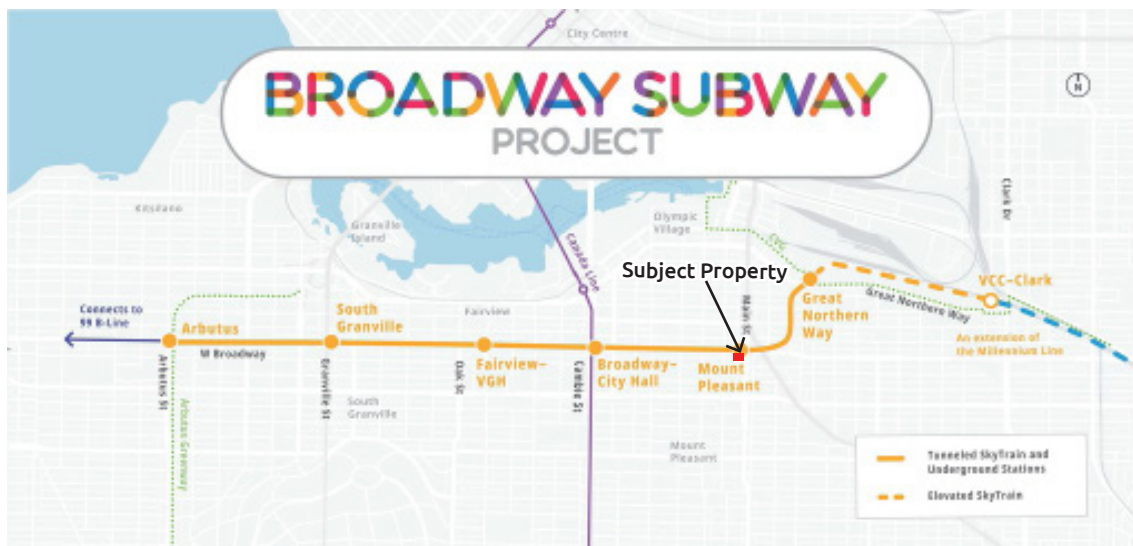 City Centre
BROADWAY SUBWAY
PROJECT
N
Kitsilano
Granville
Island
Olympic
Village
CVG
Canada Line
Clark Dr
Subject Property
VCC–Clark
Great Northern Way
Great
Northern
Way
Main St
An extension of
the Millennium Line
Connects to
99 B-Line
Arbutus
W Broadway
South
Granville
Fairview
Fairview–
VGH
Broadway–
City Hall
Mount
Pleasant
Arbutus St
Granville St
Oak St
Cambie St
South
Granville
Arbutus Greenway
Mount
Pleasant
Tunneled SkyTrain and
Underground Stations
Elevated SkyTrain